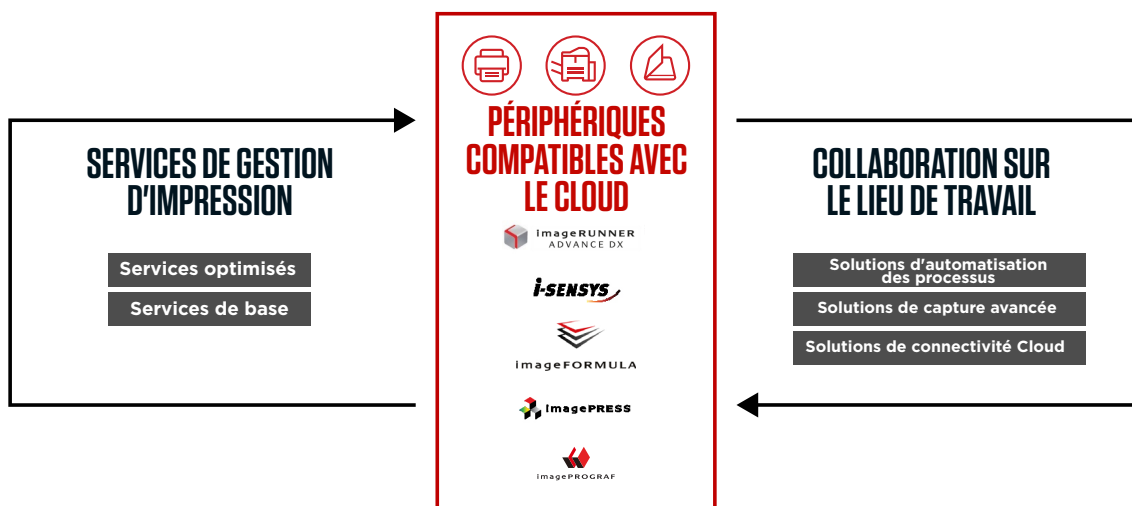 SERVICES DE GESTION
D'IMPRESSION
Services optimisés
Services de base
PÉRIPHÉRIQUES
COMPATIBLES AVEC
LE CLOUD
imageRUNNER
ADVANCE DX
i-SENSYS
imageFORMULA
imagePRESS
imagePROGRAF
COLLABORATION SUR
LE LIEU DE TRAVAIL
Solutions d'automatisation
des processus
Solutions de capture avancée
Solutions de connectivité Cloud